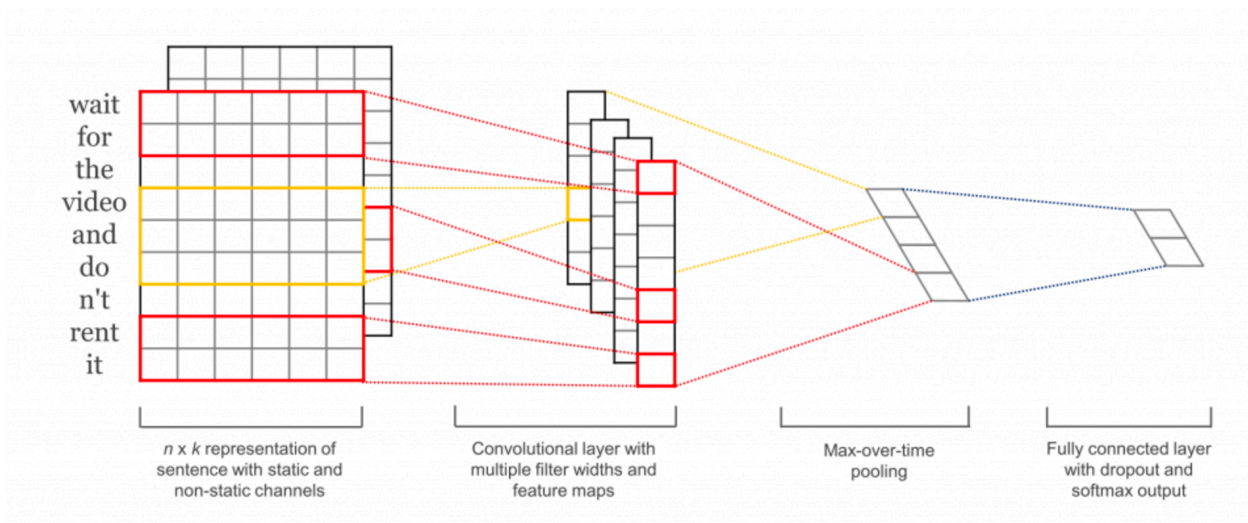 wait
for
the
video
and
do
n't
rent
it
n x k representation of
sentence with static and
non-static channels
Convolutional layer with
multiple filter widths and
feature maps
Max-over-time
pooling
Fully connected layer
with dropout and
softmax output